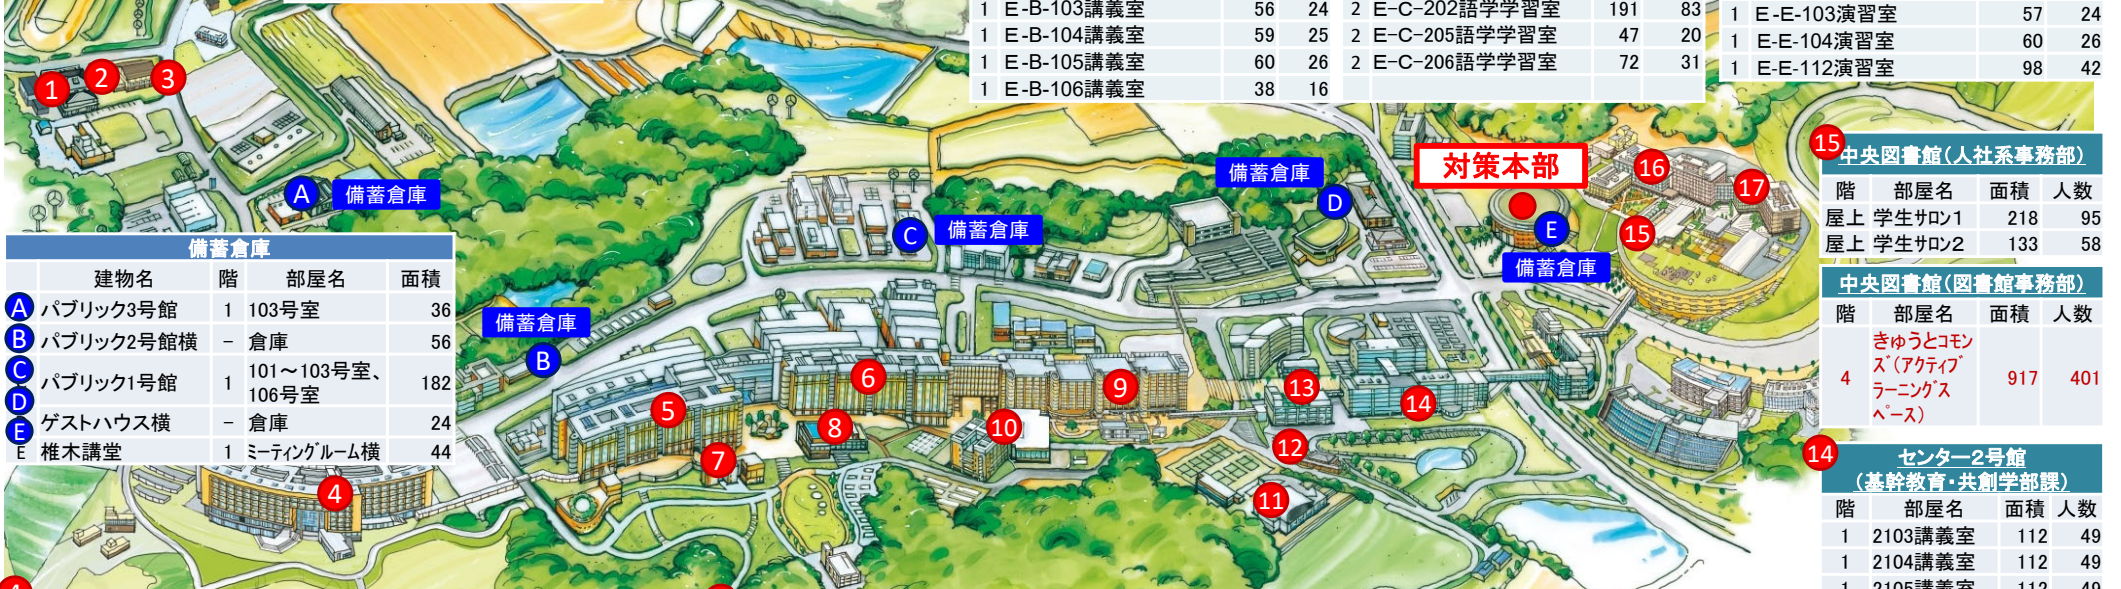 1 E-B-103講義室 56 24
1 E-B-104講義室 59 25
1 E-B-105講義室 60 26
1 E-B-106講義室 38 16
2 E-C-202語学学習室 191 83
2 E-C-205語学学習室 47 20
2 E-C-206語学学習室 72 31
1 E-E-103演習室 57 24
1 E-E-104演習室 60 26
1 E-E-112演習室 98 42
1
2
3
A 備蓄倉庫
備蓄倉庫
D
C 備蓄倉庫
対策本部
E
備蓄倉庫
16
17
15
備蓄倉庫
B
備蓄倉庫
建物名 階 部屋名 面積
A パブリック3号館 1 103号室 36
B パブリック2号館横 - 倉庫 56
C パブリック1号館 1 101~103号室、
106号室 182
D ゲストハウス横 - 倉庫 24
E
E 椎木講堂 1 ミーティングルーム横 44
4
5
6
7
8
9
10
11
12
13
14
15 中央図書館(人社系事務部)
階 部屋名 面積 人数
屋上 学生サロン1 218 95
屋上 学生サロン2 133 58
中央図書館(図書館事務部)
階 部屋名 面積 人数
4 きゅうとコモン
ズ(アクティブ
ラーニングス
ペース) 917 401
14 センター2号館
(基幹教育・共創学部課)
階 部屋名 面積 人数
1 2103講義室 112 49
1 2104講義室 112 49
1 2105講義室 112 49